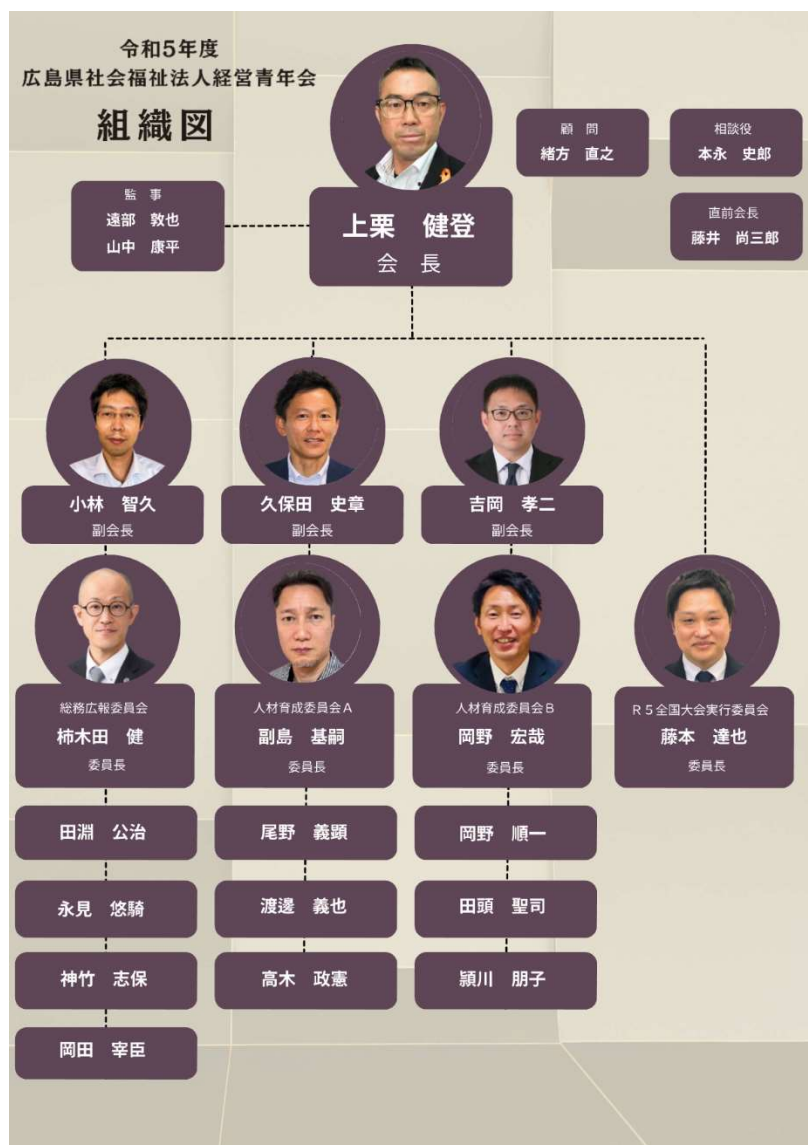 令和5年度
広島県社会福祉法人経営青年会
組織図
顧 問
緒方 直之
相談役
本永 史郎
監 事
遠部 敦也
山中 康平
上栗 健登
会 長
直前会長
藤井 尚三郎
小林 智久
副会長
久保田 史章
副会長
吉岡 孝二
副会長
総務広報委員会
柿木田 健
委員長
人材育成委員会A
副島 基嗣
委員長
人材育成委員会B
岡野 宏哉
委員長
R5全国大会実行委員会
藤本 達也
委員長
田淵 公治
尾野 義顕
岡野 順一
永見 悠騎
渡邊 義也
田頭 聖司
神竹 志保
高木 政憲
潁川 朋子
岡田 宰臣